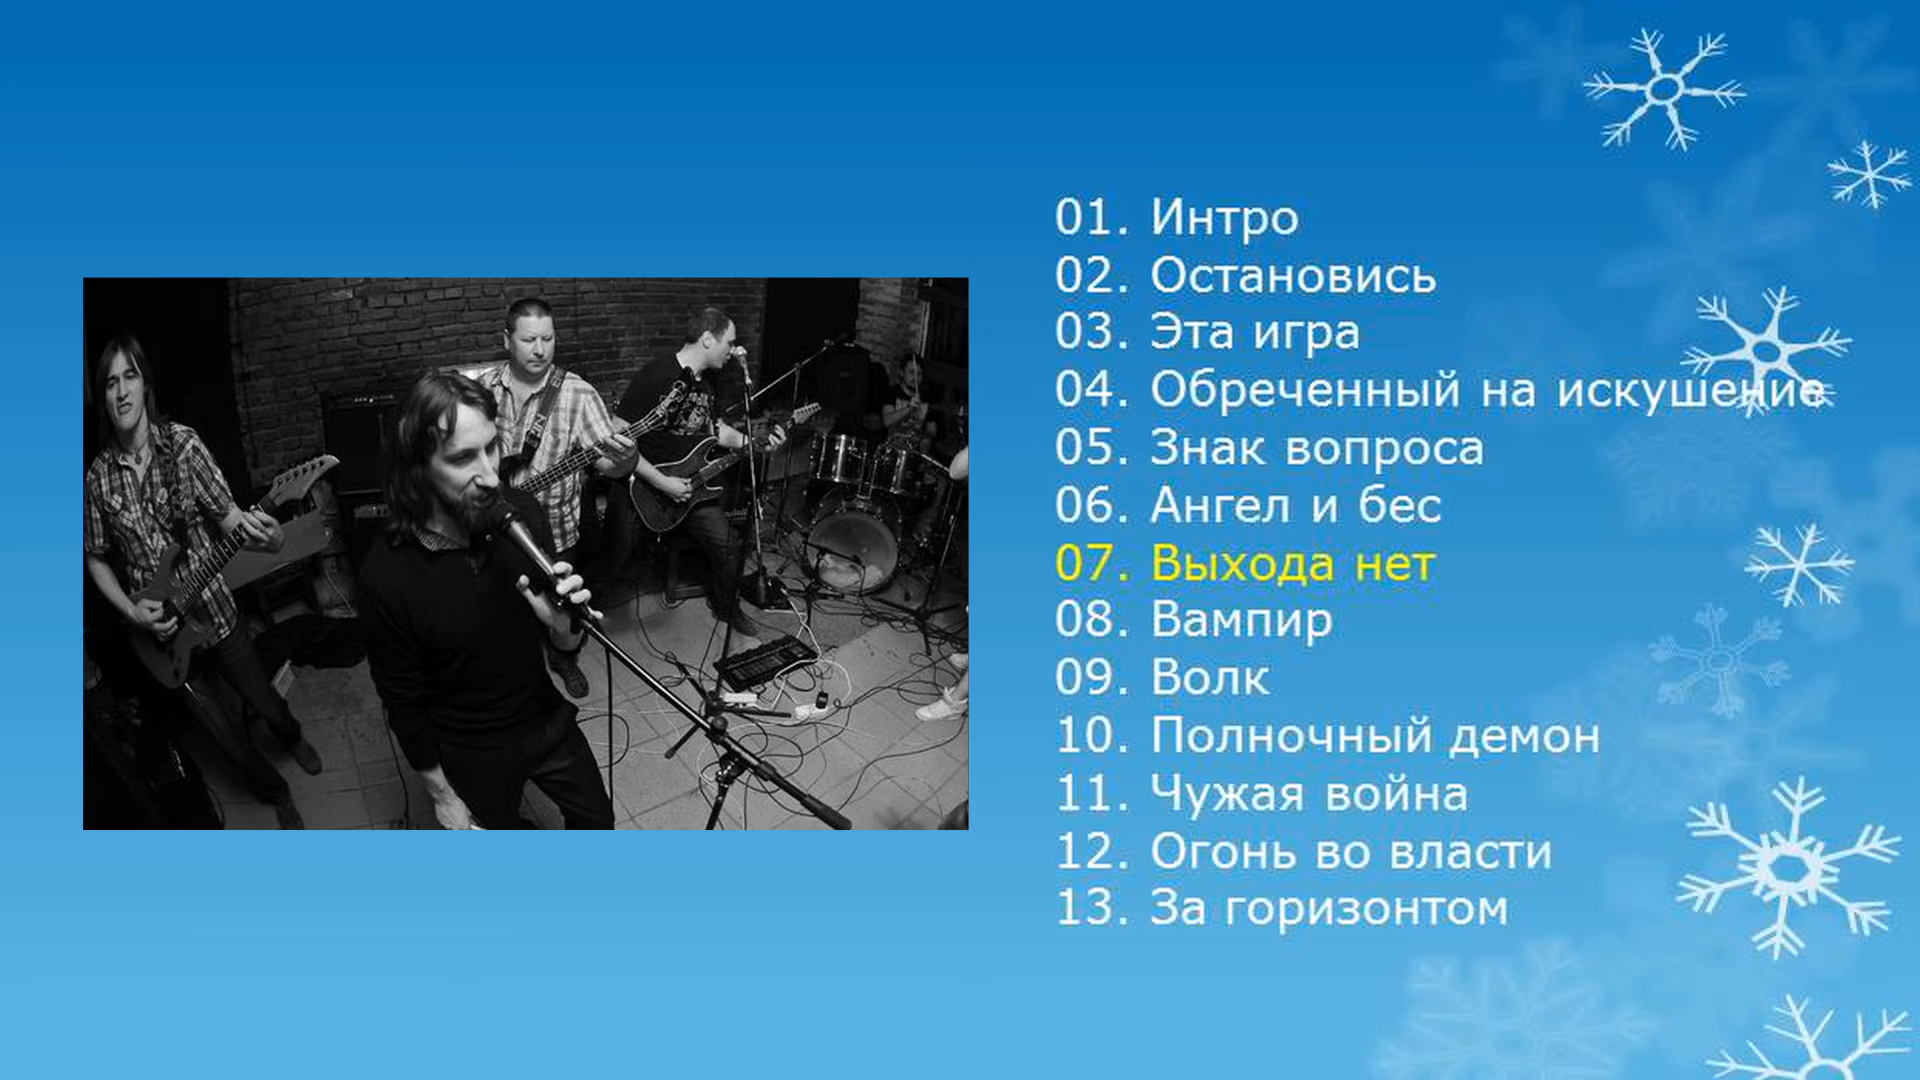 01. Интро
02. Остановись
03. Эта игра
04. Обреченный на искушение
05. Знак вопроса
06. Ангел и бес
07. Выхода нет
08. Вампир
09. Волк
10. Полночный демон
11. Чужая война
12. Огонь во власти
13. За горизонтом